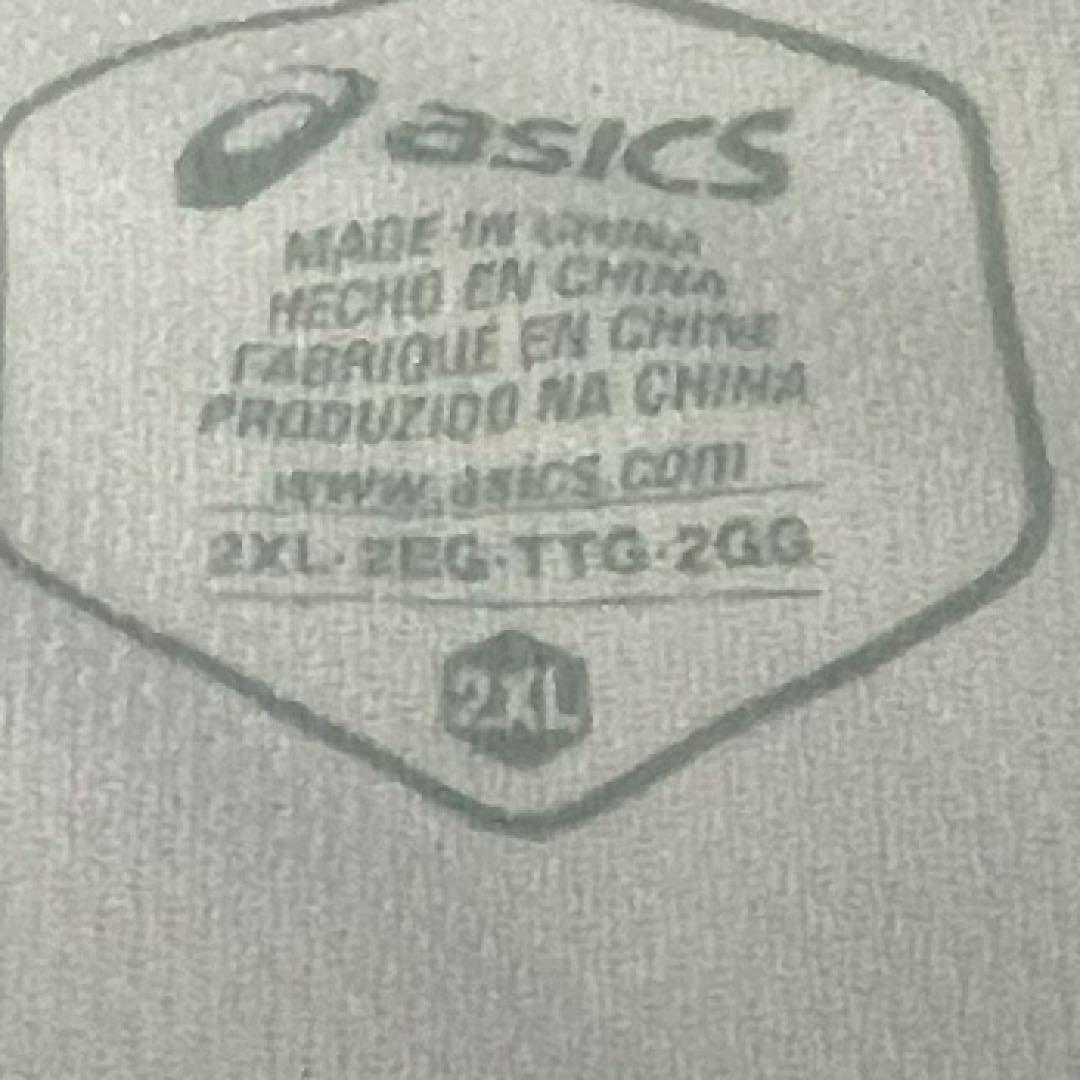 asics
MADE IN CHINA
HECHO EN CHINA
FABRIQUÉ EN CHINE
PRODUZIDO NA CHINA
www.asics.com
2XL·2EG·TTG·2GG
2XL